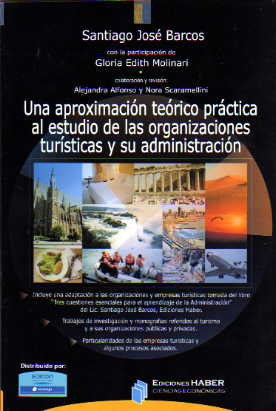 Santiago José Barcos
con la participación de
Gloria Edith Molinari
colaboración y revisión
Alejandra Alfonso y Nora Scaramellini
Una aproximación teórico práctica
al estudio de las organizaciones
turísticas y su administración
Incluye una adaptación a las organizaciones y empresas turísticas tomada del libro
"Tres cuestiones esenciales para el aprendizaje de la Administración"
del Lic. Santiago José Barcos, Ediciones Haber.
Trabajos de investigación y monografías referidos al turismo
y a sus organizaciones públicas y privadas.
Particularidades de las empresas turísticas y
algunos procesos asociados.
Distribuido por:
EDICIONES HABER
CIENCIAS ECONÓMICAS